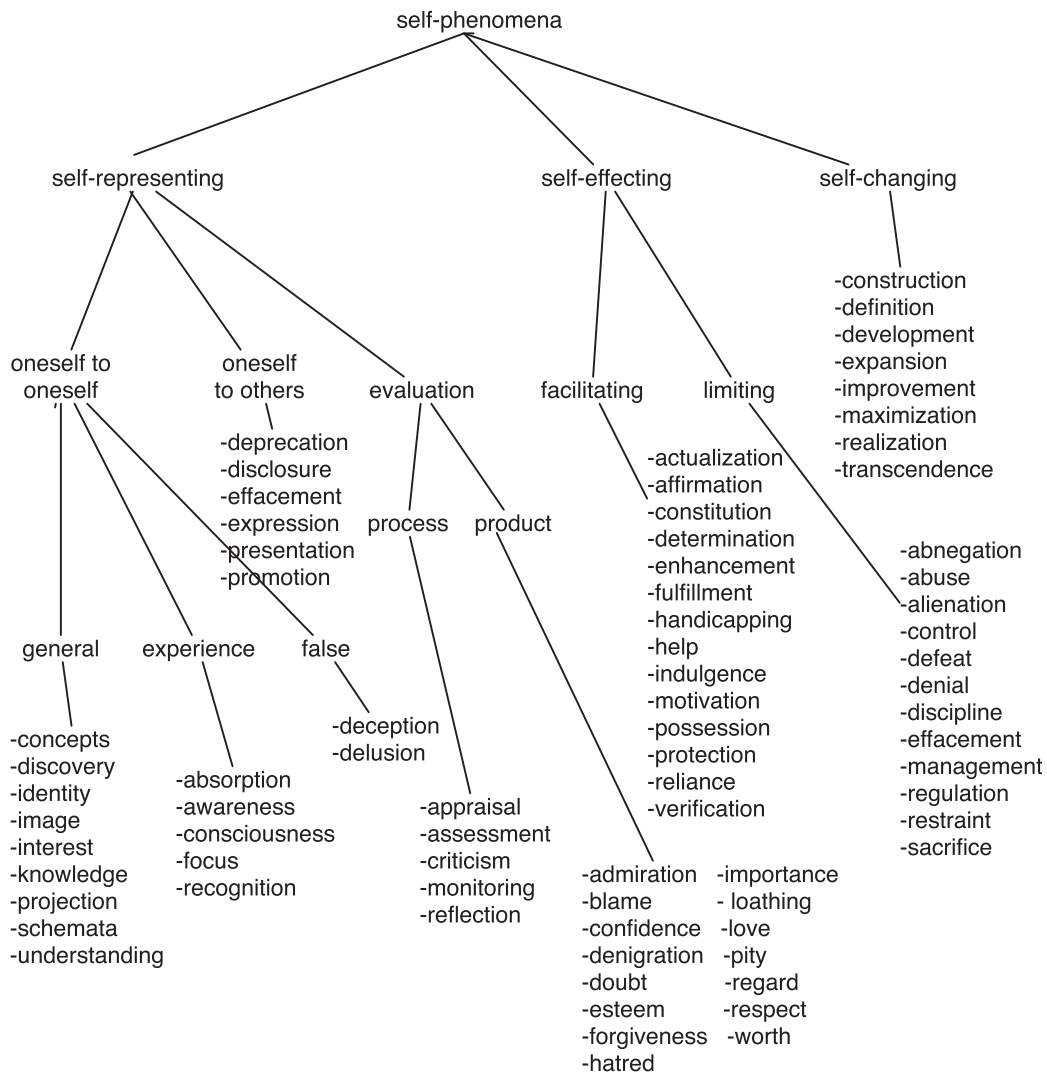 self-phenomena
self-representing
self-effecting
self-changing
-construction
-definition
-development
-expansion
-improvement
-maximization
-realization
-transcendence
oneself to
oneself
oneself
to others
evaluation
facilitating
limiting
-deprecation
-disclosure
-effacement
-expression
-presentation
-promotion
process
product
-actualization
-affirmation
-constitution
-determination
-enhancement
-fulfillment
-handicapping
-help
-indulgence
-motivation
-possession
-protection
-reliance
-verification
-abnegation
-abuse
-alienation
-control
-defeat
-denial
-discipline
-effacement
-management
-regulation
-restraint
-sacrifice
general
experience
false
-concepts
-discovery
-identity
-image
-interest
-knowledge
-projection
-schemata
-understanding
-absorption
-awareness
-consciousness
-focus
-recognition
-deception
-delusion
-appraisal
-assessment
-criticism
-monitoring
-reflection
-admiration
-blame
-confidence
-denigration
-doubt
-esteem
-forgiveness
-hatred
-importance
- loathing
-love
-pity
-regard
-respect
-worth